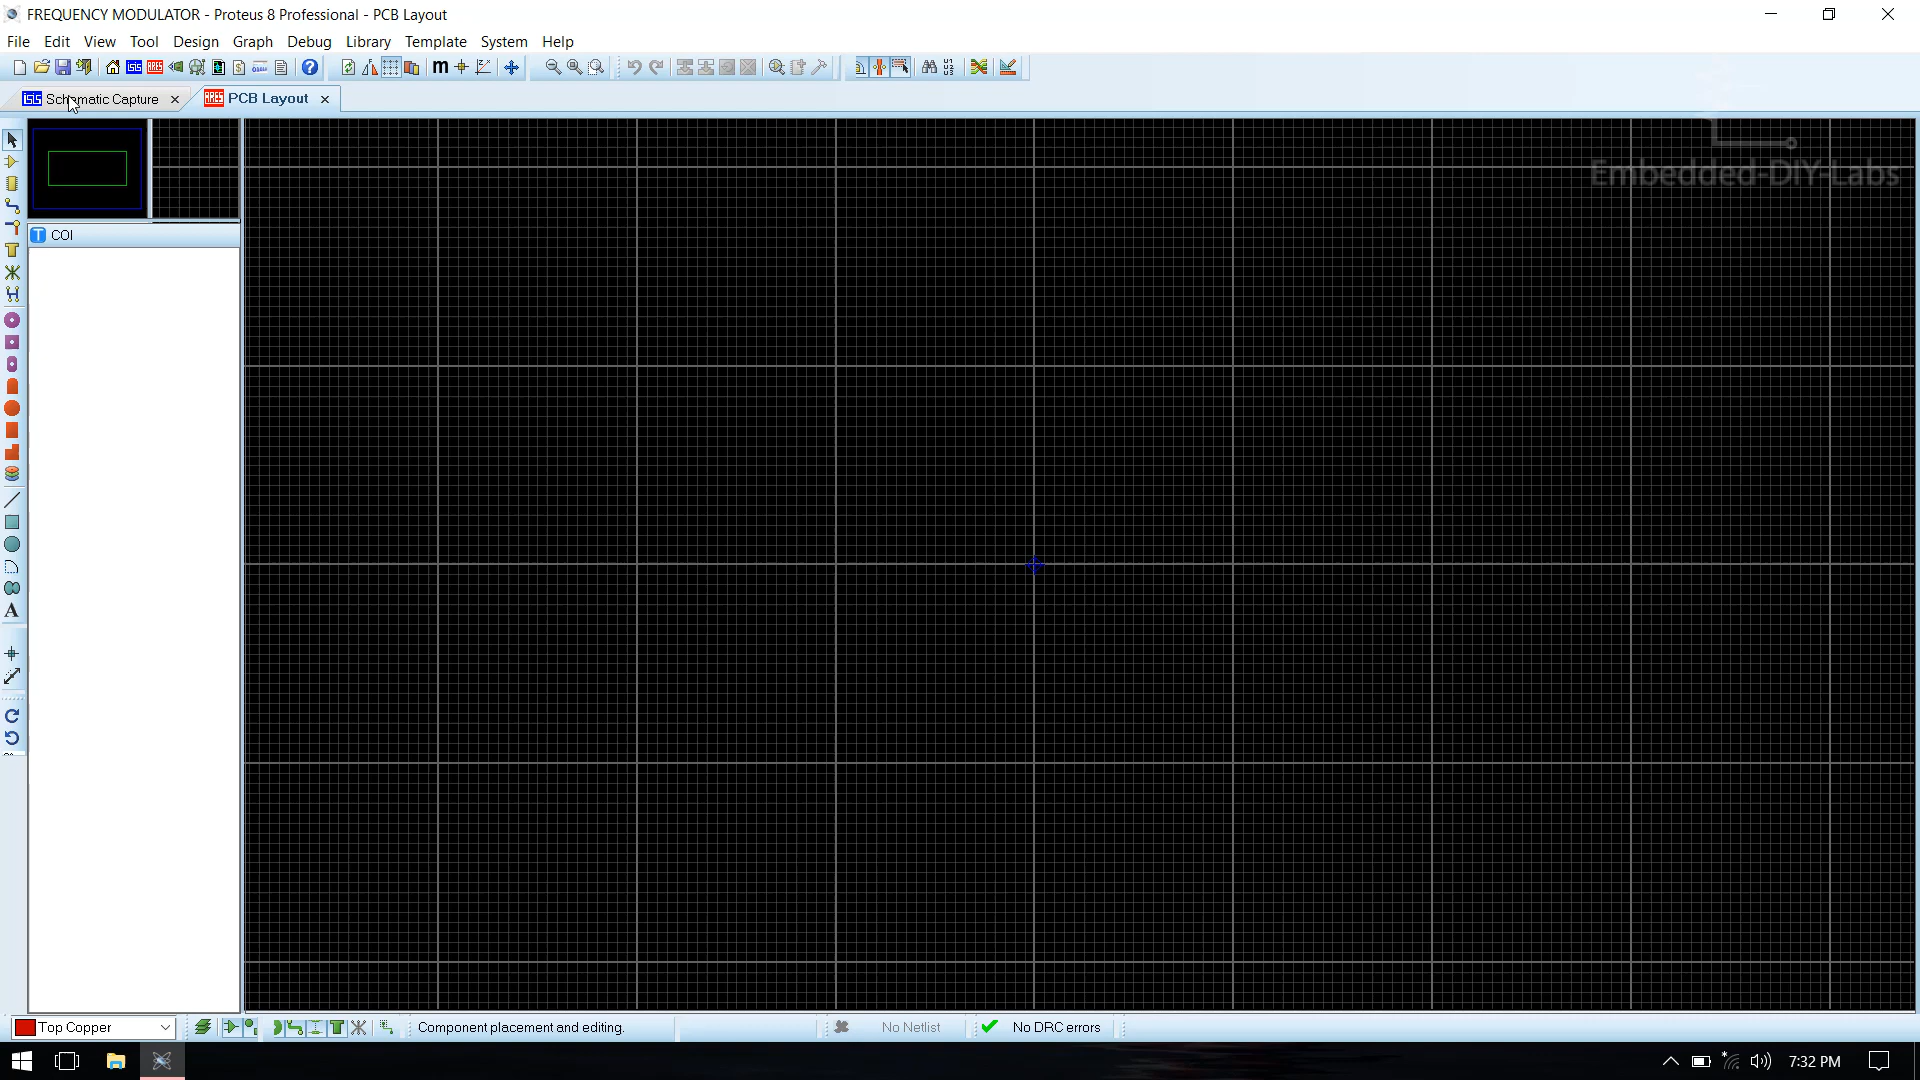 FREQUENCY MODULATOR - Proteus 8 Professional - PCB Layout
File Edit View Tool Design Graph Debug Library Template System Help
Schematic Capture PCB Layout
Embedded-DIY-Labs
COI
Top Copper Component placement and editing. No Netlist No DRC errors
7:32 PM